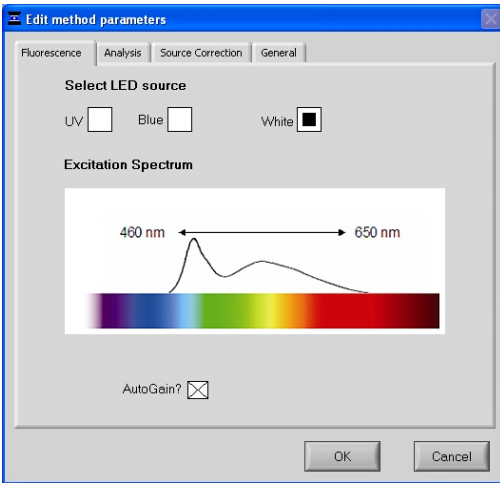 Edit method parameters
Fluorescence Analysis Source Correction General
Select LED source
UV Blue White
Excitation Spectrum
460 nm 650 nm
AutoGain?
OK Cancel